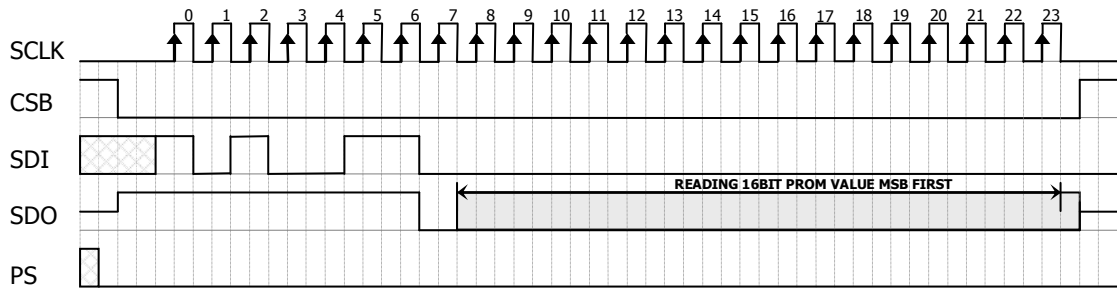 0 1 2 3 4 5 6 7 8 9 10 11 12 13 14 15 16 17 18 19 20 21 22 23
SCLK
CSB
SDI
READING 16BIT PROM VALUE MSB FIRST
SDO
PS